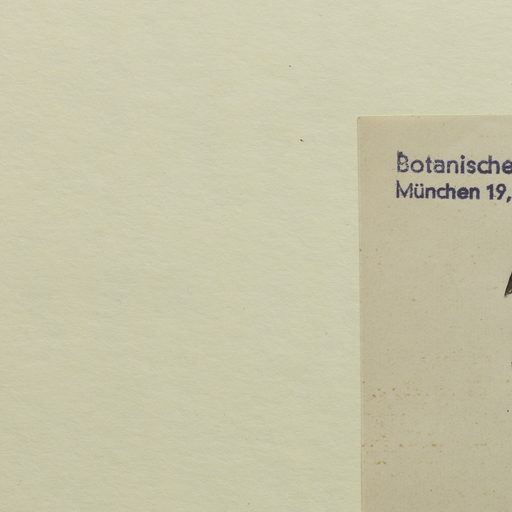 Botanische
München 19,